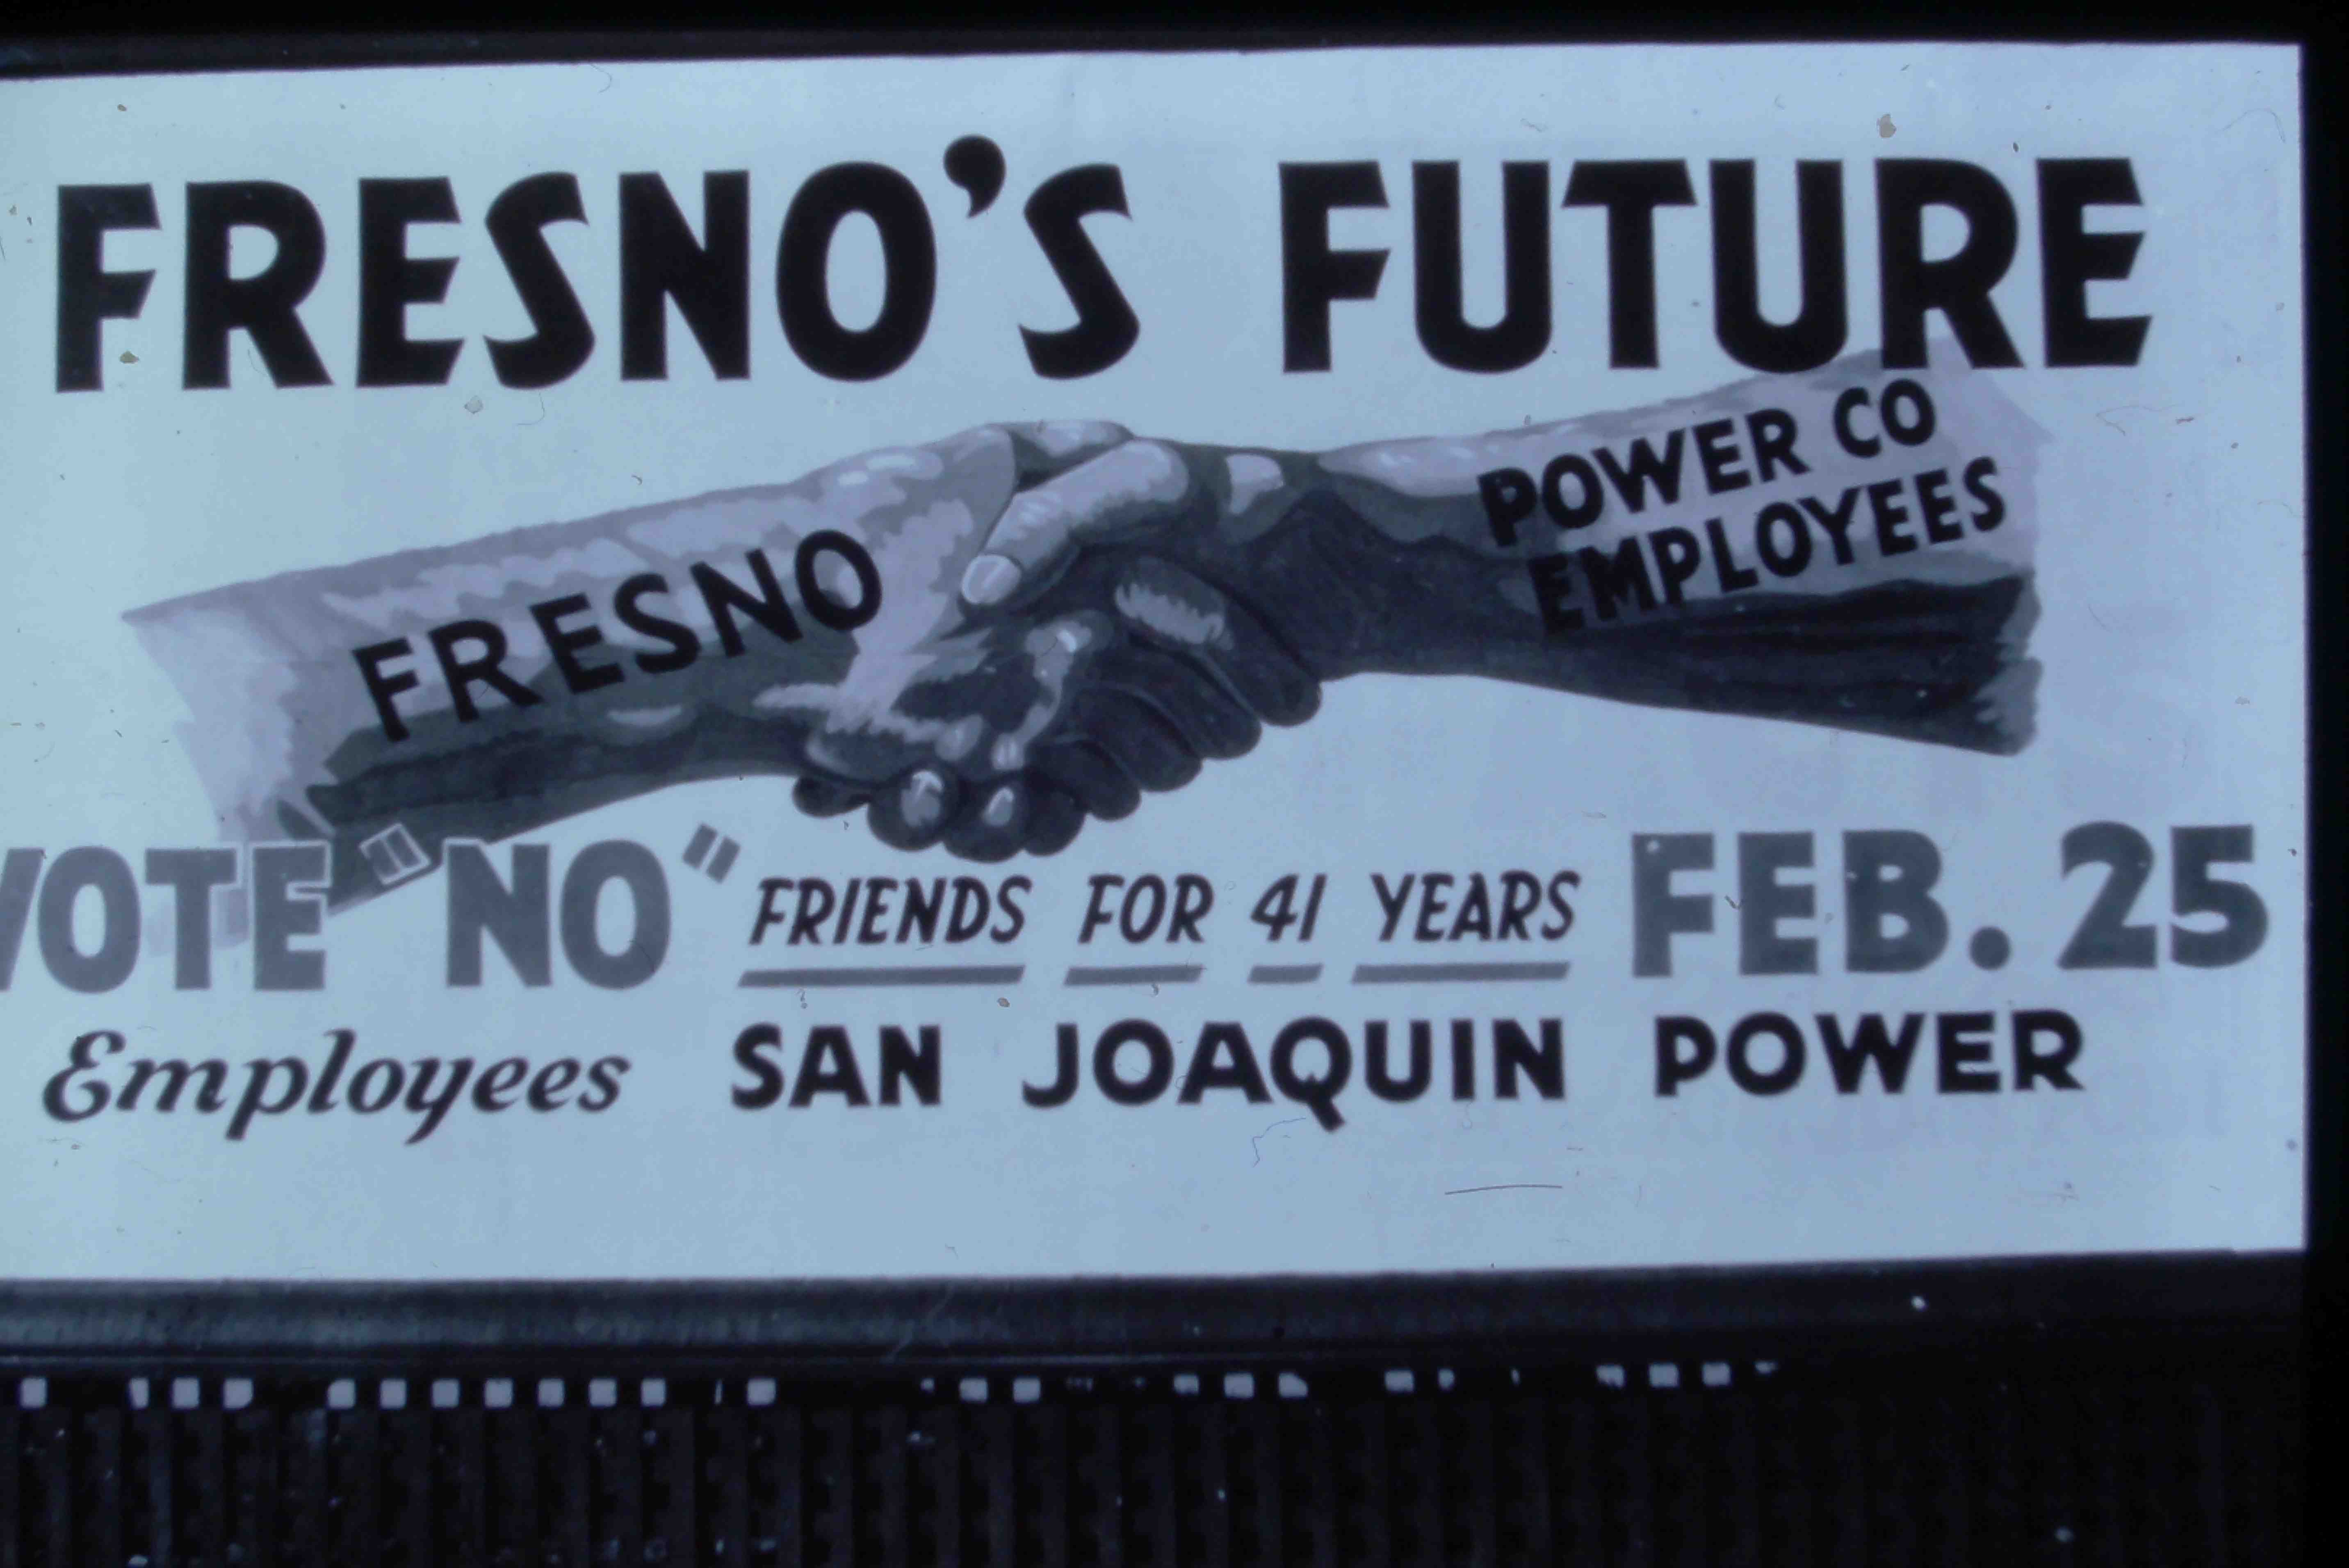 FRESNO'S FUTURE
FRESNO
POWER CO
EMPLOYEES
VOTE "NO"
FRIENDS FOR 41 YEARS
FEB. 25
Employees SAN JOAQUIN POWER